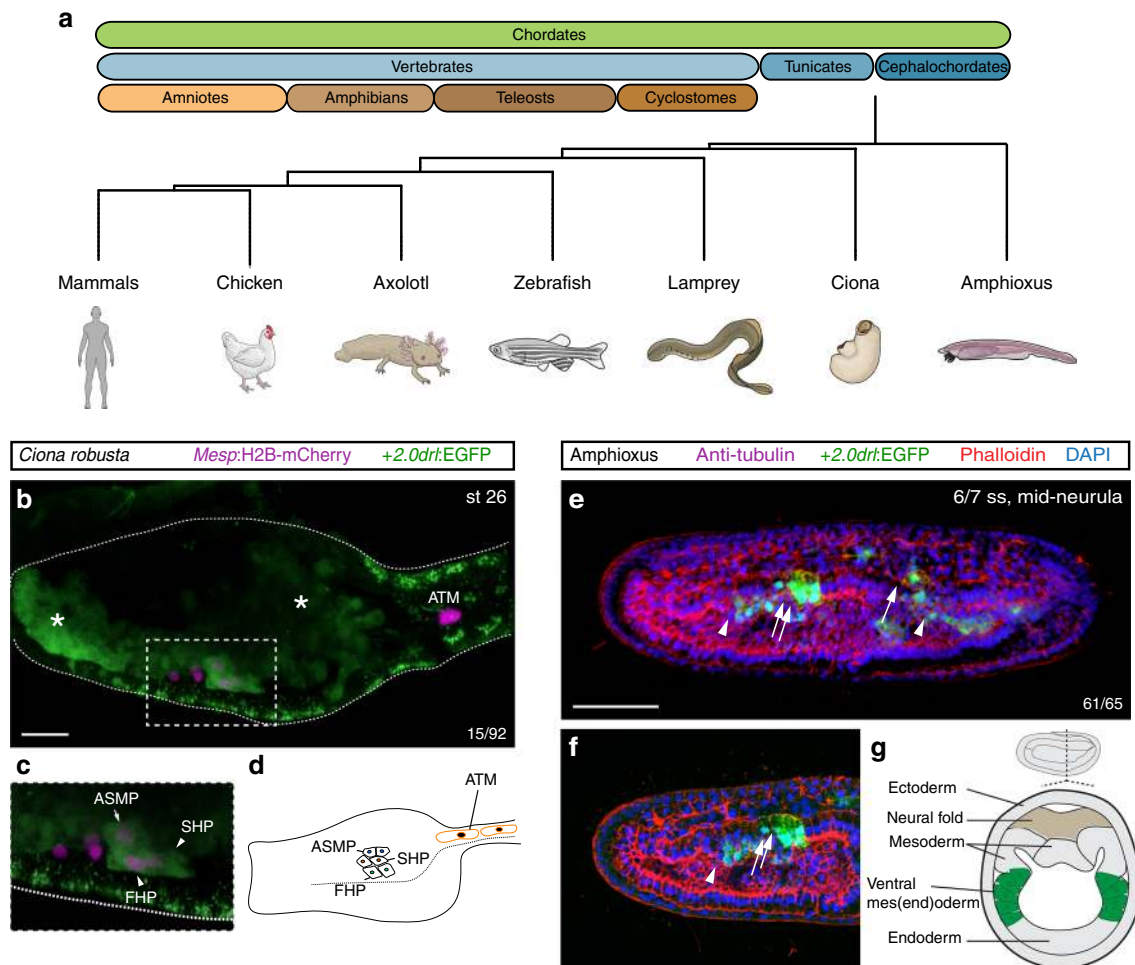 a
Chordates
Vertebrates Tunicates Cephalochordates
Amniotes Amphibians Teleosts Cyclostomes
Mammals Chicken Axolotl Zebrafish Lamprey Ciona Amphioxus
Ciona robusta Mesp:H2B-mCherry +2.0drl:EGFP
b st 26
*
*
ATM
15/92
c
ASMP
SHP
FHP
d
ATM
ASMP
SHP
FHP
Amphioxus Anti-tubulin +2.0drl:EGFP Phalloidin DAPI
e 6/7 ss, mid-neurula
61/65
f
g
Ectoderm
Neural fold
Mesoderm
Ventral
mes(end)oderm
Endoderm